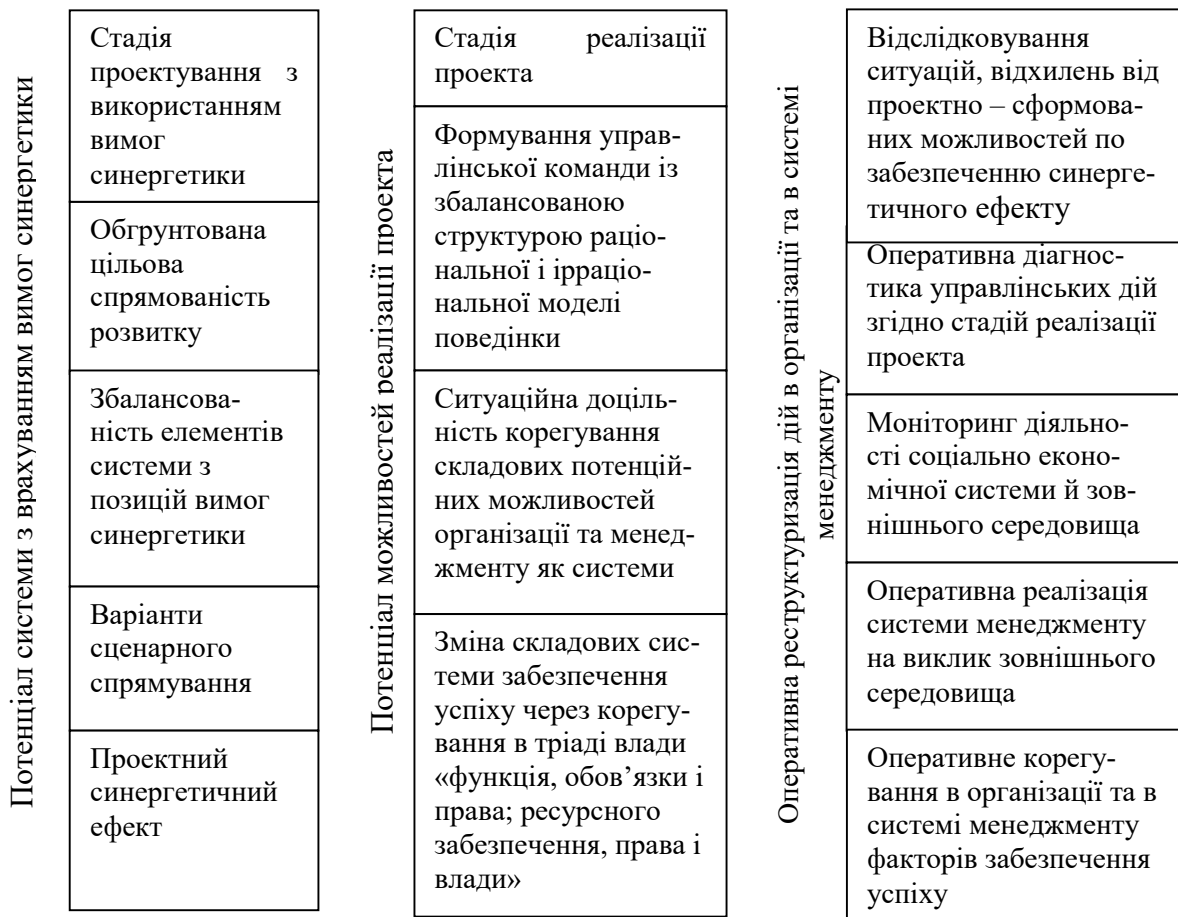 Потенціал системи з врахуванням вимог синергетики
Стадія
проектування з
використанням
вимог
синергетики
Обгрунтована
цільова
спрямованість
розвитку
Збалансова-
ність елементів
системи з
позицій вимог
синергетики
Варіанти
сценарного
спрямування
Проектний
синергетичний
ефект
Потенціал можливостей реалізації проекта
Стадія реалізації
проекта
Формування управ-
лінської команди із
збалансованою
структурою раціо-
нальної і ірраціо-
нальної моделі
поведінки
Ситуаційна доціль-
ність корегування
складових потенцій-
них можливостей
організації та менед-
жменту як системи
Зміна складових сис-
теми забезпечення
успіху через корегу-
вання в тріаді влади
«функція, обов’язки і
права; ресурсного
забезпечення, права і
влади»
Оперативна реструктуризація дій в організації та в системі
менеджменту
Відслідковування
ситуацій, відхилень від
проектно – сформова-
них можливостей по
забезпеченню синерге-
тичного ефекту
Оперативна діагнос-
тика управлінських дій
згідно стадій реалізації
проекта
Моніторинг діяльно-
сті соціально еконо-
мічної системи й зов-
нішнього середовища
Оперативна реалізація
системи менеджменту
на виклик зовнішнього
середовища
Оперативне корегу-
вання в організації та в
системі менеджменту
факторів забезпечення
успіху